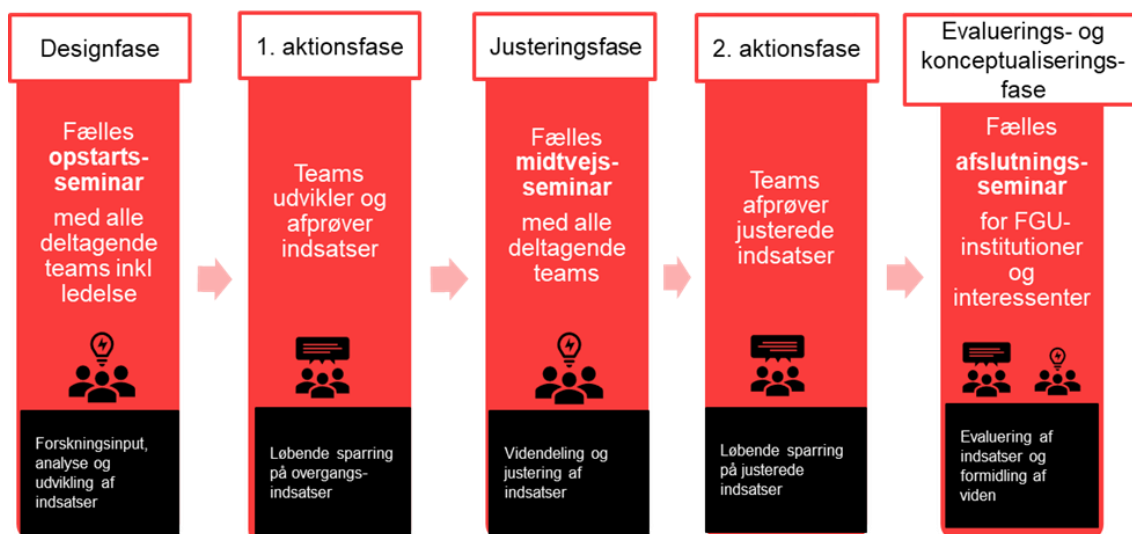 Designfase
Fælles
opstarts-
seminar
med alle
deltagende
teams inkl
ledelse
Forskningsinput,
analyse og
udvikling af
indsatser
1. aktionsfase
Teams
udvikler og
afprøver
indsatser
Løbende sparring
på overgangs-
indsatser
Justeringsfase
Fælles
midtvejs-
seminar
med alle
deltagende
teams
Videndeling og
justering af
indsatser
2. aktionsfase
Teams
afprøver
justerede
indsatser
Løbende sparring
på justerede
indsatser
Evaluerings- og
konceptualiserings-
fase
Fælles
afslutnings-
seminar
for FGU-
institutioner
og
interessenter
Evaluering af
indsatser og
formidling af
viden